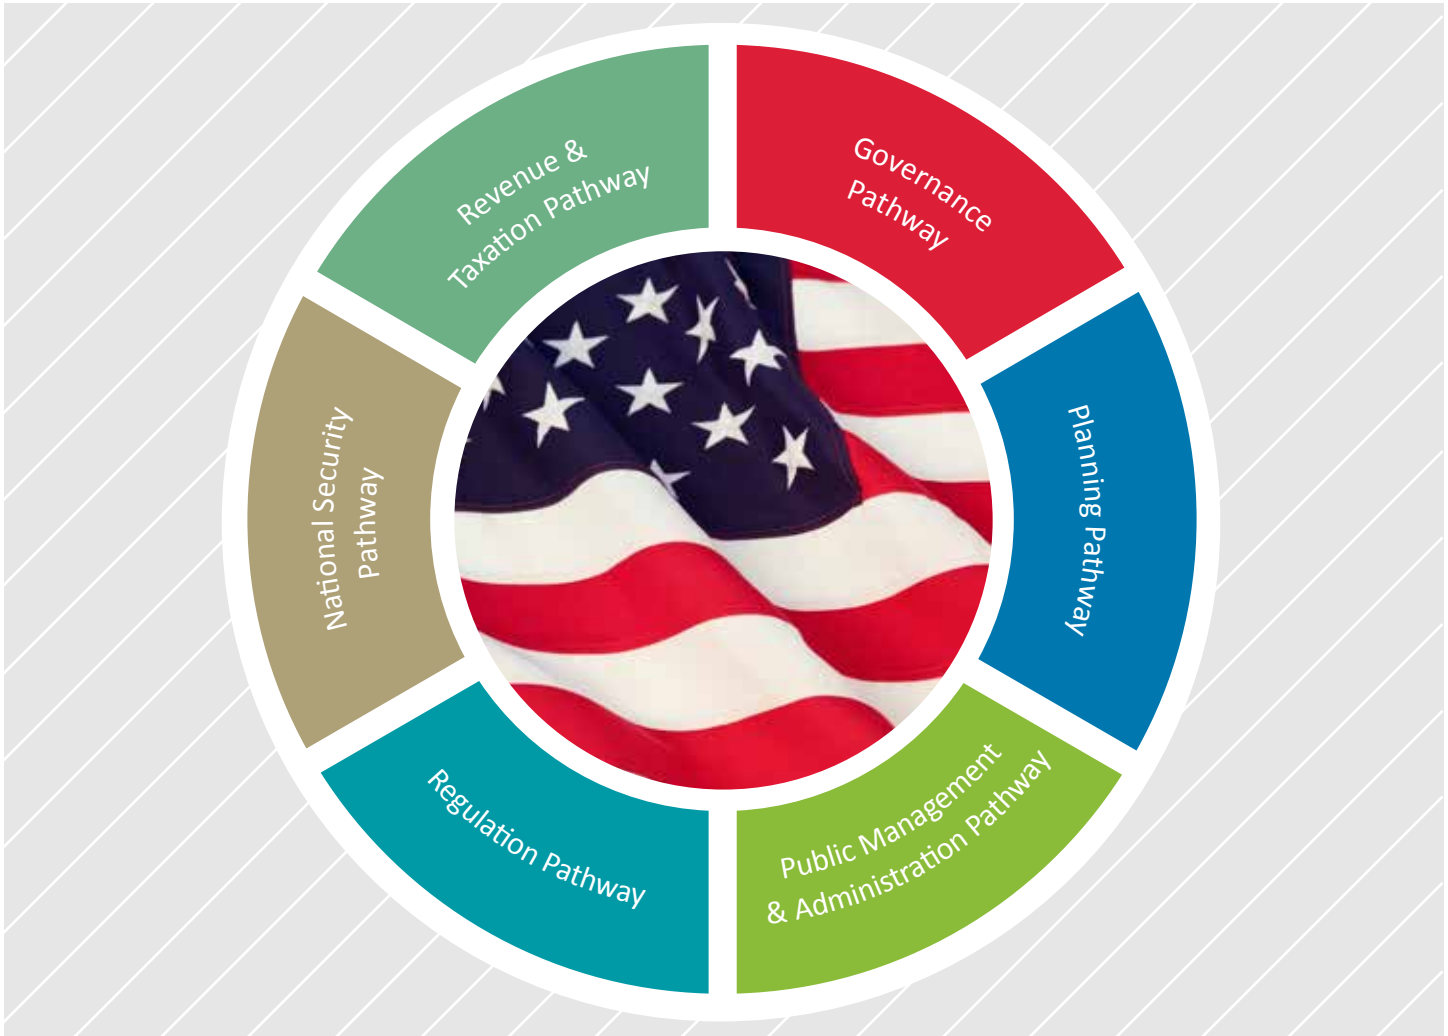 Revenue &
Taxation Pathway
Governance
Pathway
Planning Pathway
Public Management
& Administration Pathway
Regulation Pathway
National Security
Pathway